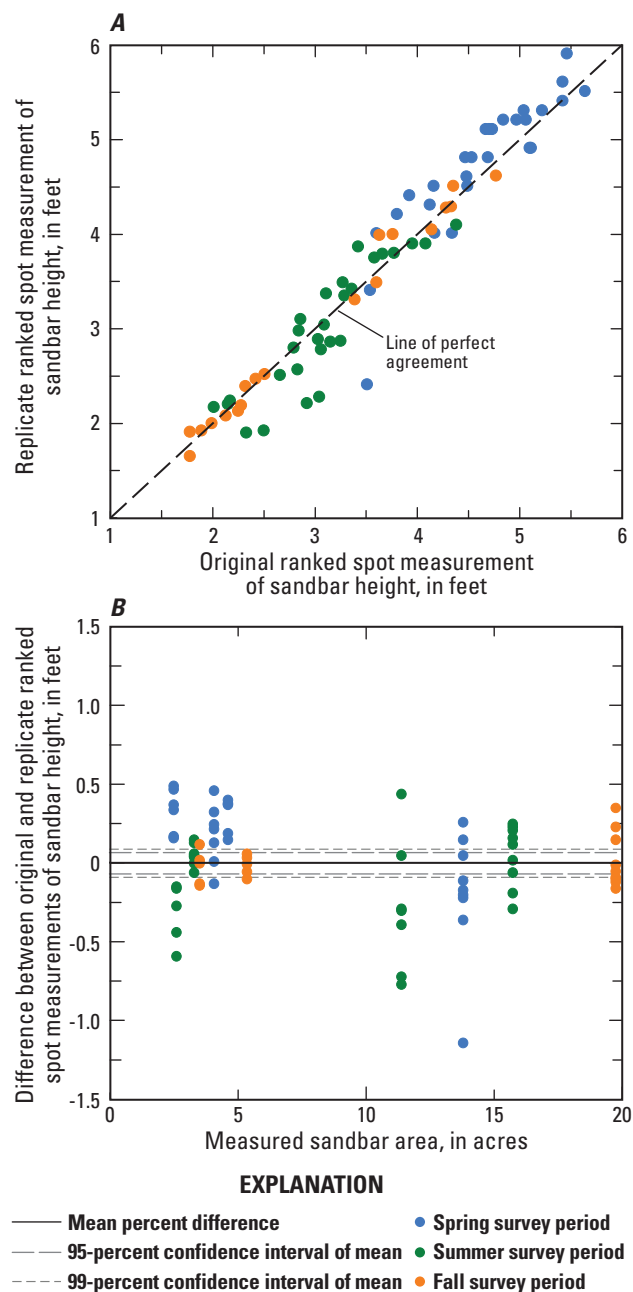 A
6
5
4
3
2
1
Replicate ranked spot measurement of
sandbar height, in feet
Line of perfect
agreement
1 2 3 4 5 6
Original ranked spot measurement
of sandbar height, in feet
B
1.5
1.0
0.5
0
-0.5
-1.0
-1.5
Difference between original and replicate ranked
spot measurements of sandbar height, in feet
0 5 10 15 20
Measured sandbar area, in acres
EXPLANATION
Mean percent difference
95-percent confidence interval of mean
99-percent confidence interval of mean
Spring survey period
Summer survey period
Fall survey period